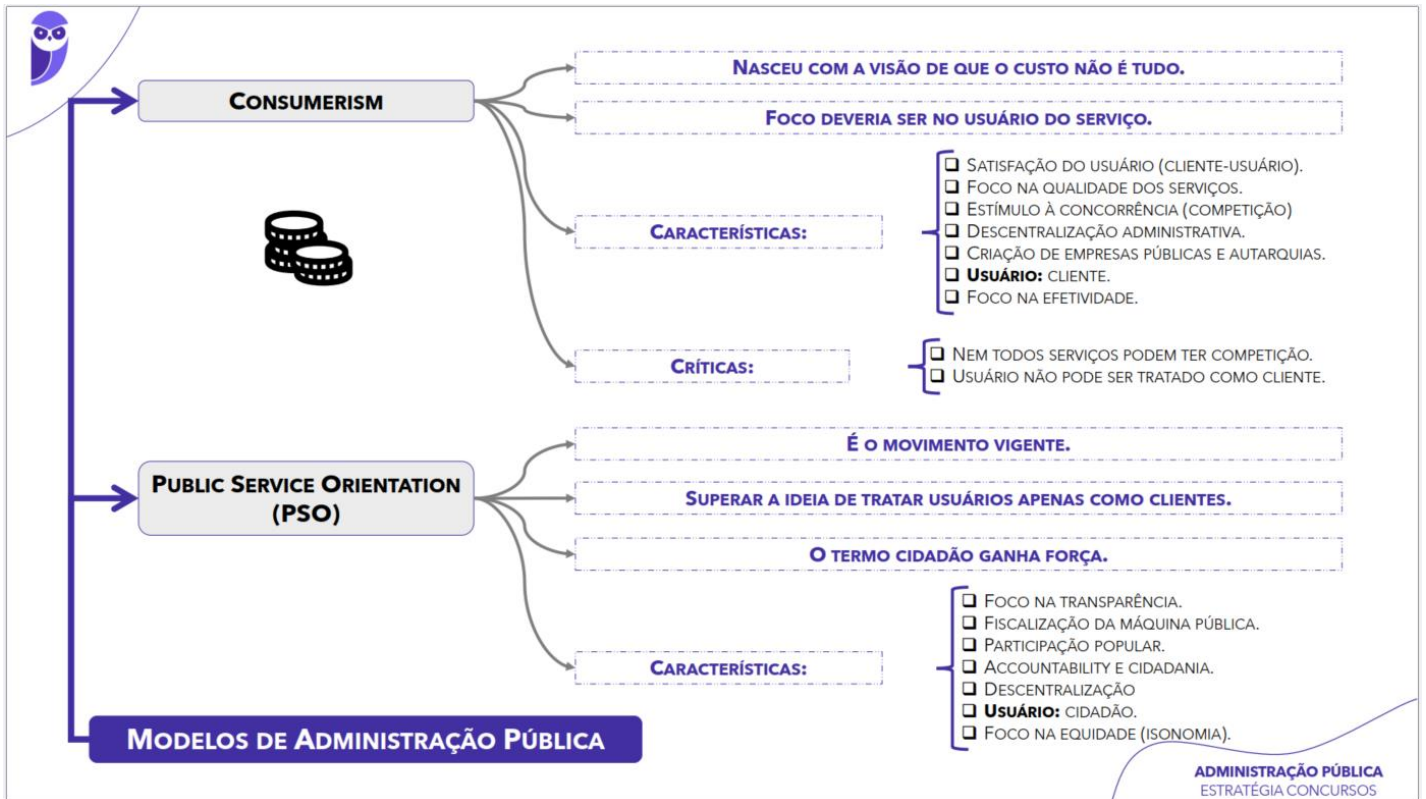 CONSUMERISM
NASCEU COM A VISÃO DE QUE O CUSTO NÃO É TUDO.
FOCO DEVERIA SER NO USUÁRIO DO SERVIÇO.
CARACTERÍSTICAS:
SATISFAÇÃO DO USUÁRIO (CLIENTE-USUÁRIO).
FOCO NA QUALIDADE DOS SERVIÇOS.
ESTÍMULO À CONCORRÊNCIA (COMPETIÇÃO)
DESCENTRALIZAÇÃO ADMINISTRATIVA.
CRIAÇÃO DE EMPRESAS PÚBLICAS E AUTARQUIAS.
USUÁRIO: CLIENTE.
FOCO NA EFETIVIDADE.
CRÍTICAS:
NEM TODOS SERVIÇOS PODEM TER COMPETIÇÃO.
USUÁRIO NÃO PODE SER TRATADO COMO CLIENTE.
PUBLIC SERVICE ORIENTATION
(PSO)
É O MOVIMENTO VIGENTE.
SUPERAR A IDEIA DE TRATAR USUÁRIOS APENAS COMO CLIENTES.
O TERMO CIDADÃO GANHA FORÇA.
CARACTERÍSTICAS:
FOCO NA TRANSPARÊNCIA.
FISCALIZAÇÃO DA MÁQUINA PÚBLICA.
PARTICIPAÇÃO POPULAR.
ACCOUNTABILITY E CIDADANIA.
DESCENTRALIZAÇÃO
USUÁRIO: CIDADÃO.
FOCO NA EQUIDADE (ISONOMIA).
MODELOS DE ADMINISTRAÇÃO PÚBLICA
ADMINISTRAÇÃO PÚBLICA
ESTRATÉGIA CONCURSOS